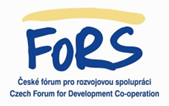 FoRS
České fórum pro rozvojovou spolupráci
Czech Forum for Development Co-operation